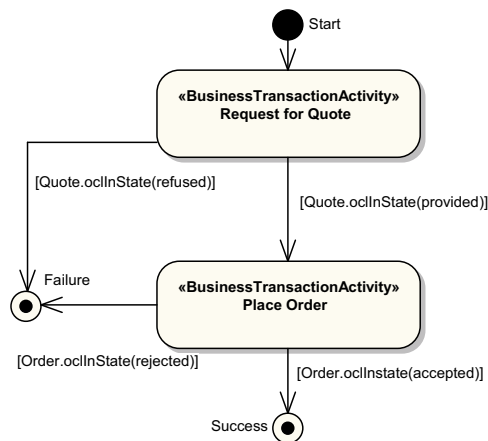 Start
«BusinessTransactionActivity»
Request for Quote
[Quote.oclInState(refused)]
[Quote.oclInState(provided)]
Failure
«BusinessTransactionActivity»
Place Order
[Order.oclInState(rejected)]
[Order.oclInstate(accepted)]
Success